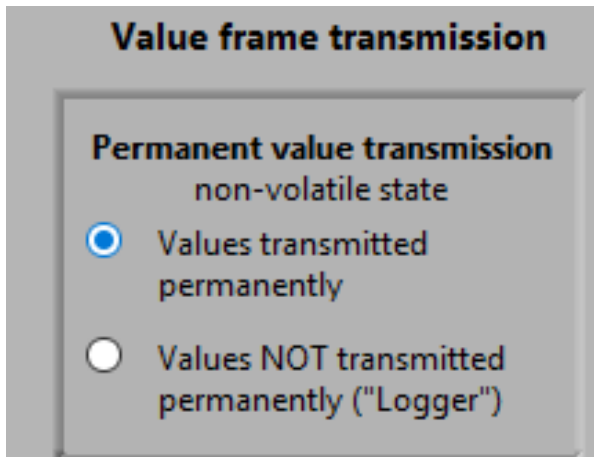 Value frame transmission
Permanent value transmission
non-volatile state
Values transmitted
permanently
Values NOT transmitted
permanently ("Logger")